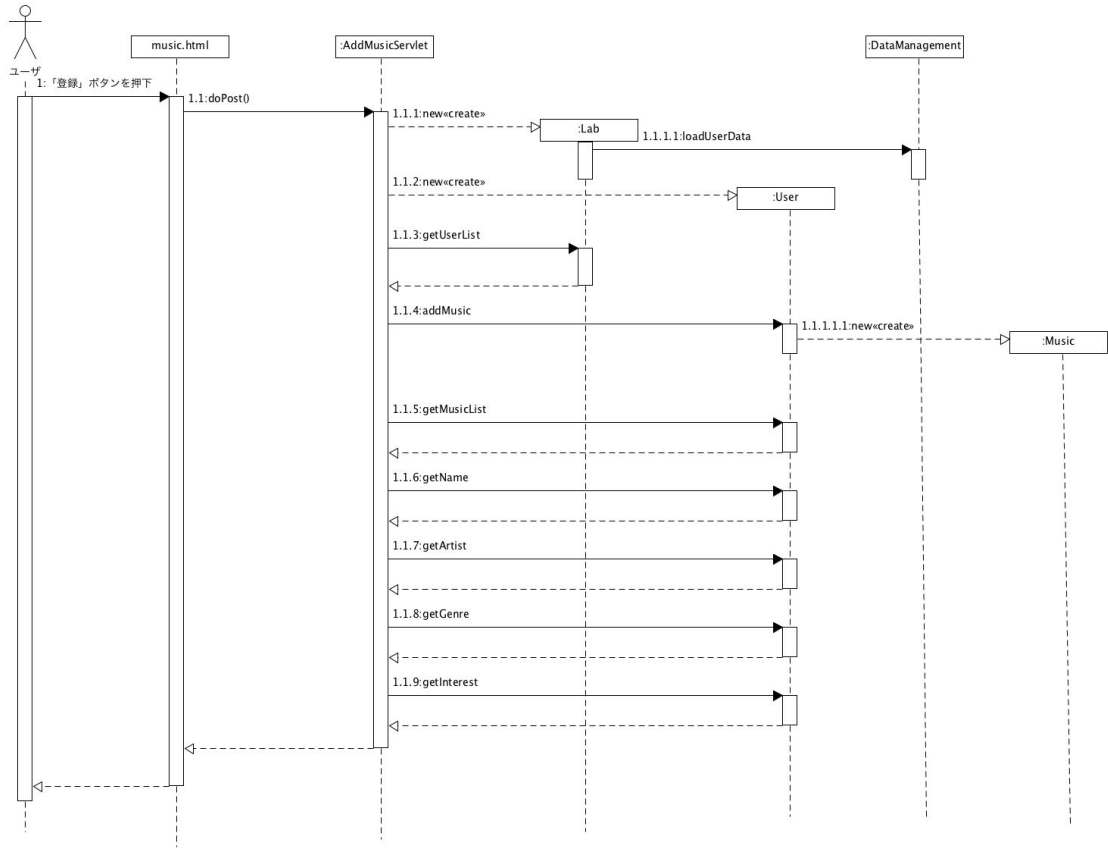 music.html
:AddMusicServlet
:DataManagement
ユーザ
1:「登録」ボタンを押下
1.1:doPost()
1.1.1:new«create»
:Lab
1.1.1.1:loadUserData
1.1.2:new«create»
:User
1.1.3:getUserList
1.1.4:addMusic
1.1.1.1.1:new«create»
:Music
1.1.5:getMusicList
1.1.6:getName
1.1.7:getArtist
1.1.8:getGenre
1.1.9:getInterest